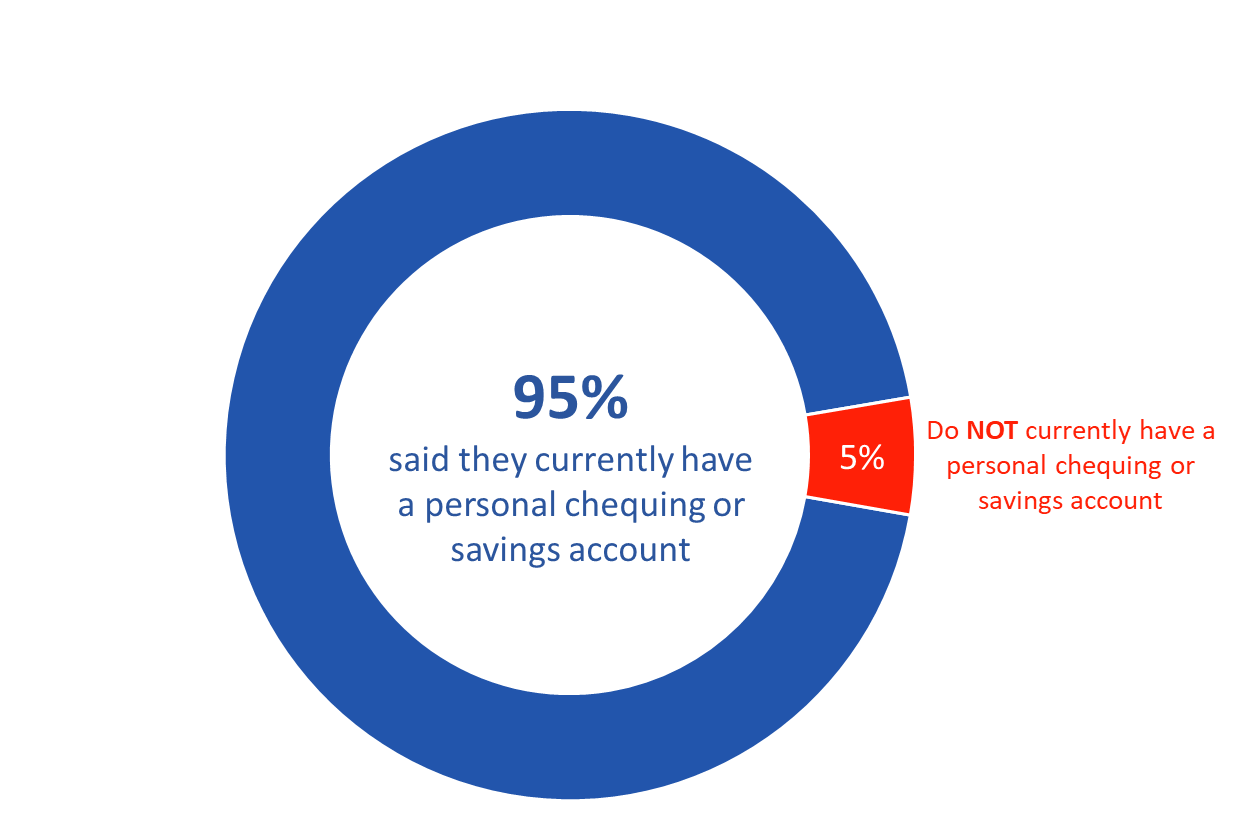 95%
said they currently have
a personal chequing or
savings account
5%
Do NOT currently have a
personal chequing or
savings account